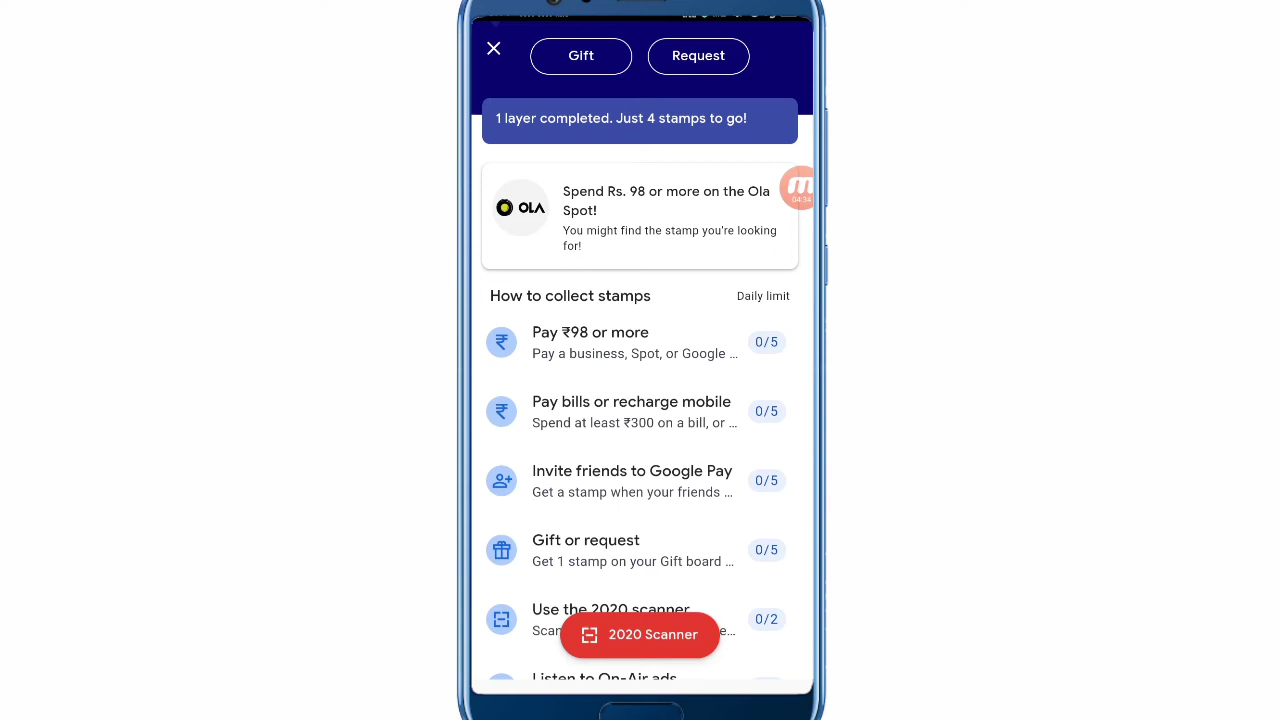 Gift
Request
1 layer completed. Just 4 stamps to go!
OLA
Spend Rs. 98 or more on the Ola
Spot!
You might find the stamp you're looking
for!
04:34
How to collect stamps
Daily limit
Pay ₹98 or more
0/5
Pay a business, Spot, or Google ...
Pay bills or recharge mobile
0/5
Spend at least ₹300 on a bill, or ...
Invite friends to Google Pay
0/5
Get a stamp when your friends ...
Gift or request
0/5
Get 1 stamp on your Gift board ...
Use the 2020 scanner
0/2
2020 Scanner
Listen to On-Air ads